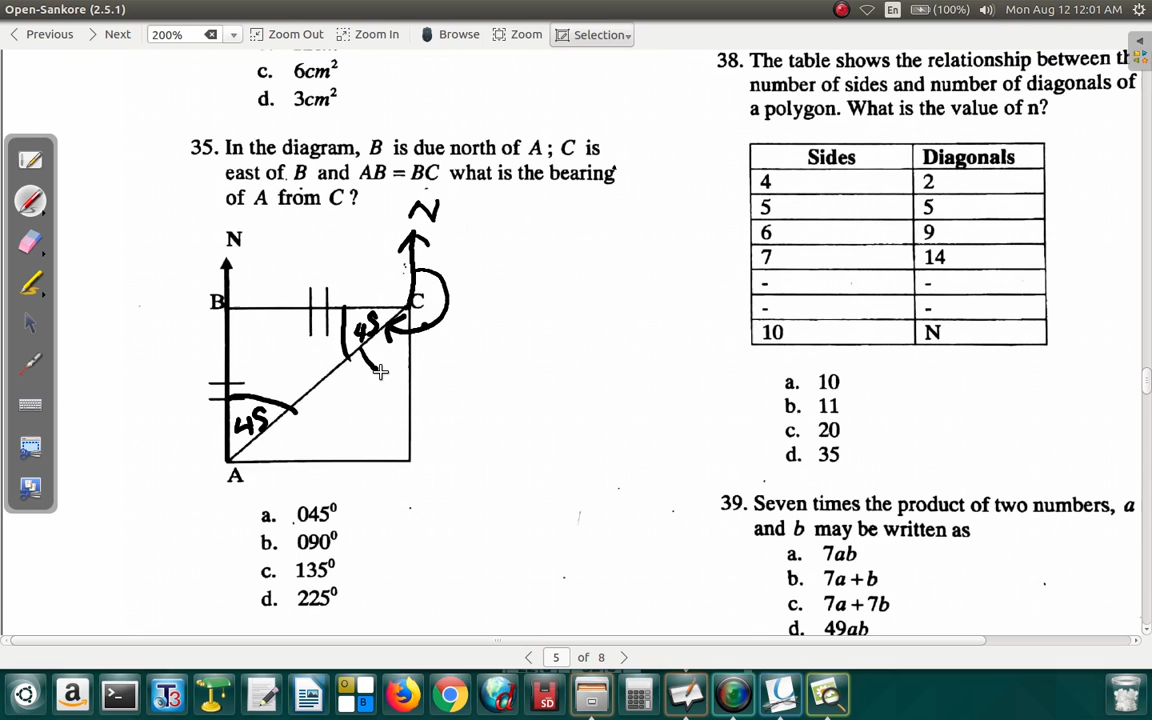 Open-Sankore (2.5.1)
En
(100%)
Mon Aug 12 12:01 AM
Previous
Next
200%
Zoom Out
Zoom In
Browse
Zoom
Selection
c. 6cm²
d. 3cm²
35. In the diagram, B is due north of A ; C is
east of B and AB = BC what is the bearing
of A from C ?
N
N
B
C
45
45
A
a. 045⁰
b. 090⁰
c. 135⁰
d. 225⁰
38. The table shows the relationship between th
number of sides and number of diagonals of
a polygon. What is the value of n?
Sides Diagonals
4 2
5 5
6 9
7 14
- -
- -
10 N
a. 10
b. 11
c. 20
d. 35
39. Seven times the product of two numbers, a
and b may be written as
a. 7ab
b. 7a + b
c. 7a + 7b
d. 49ab
5 of 8
SD